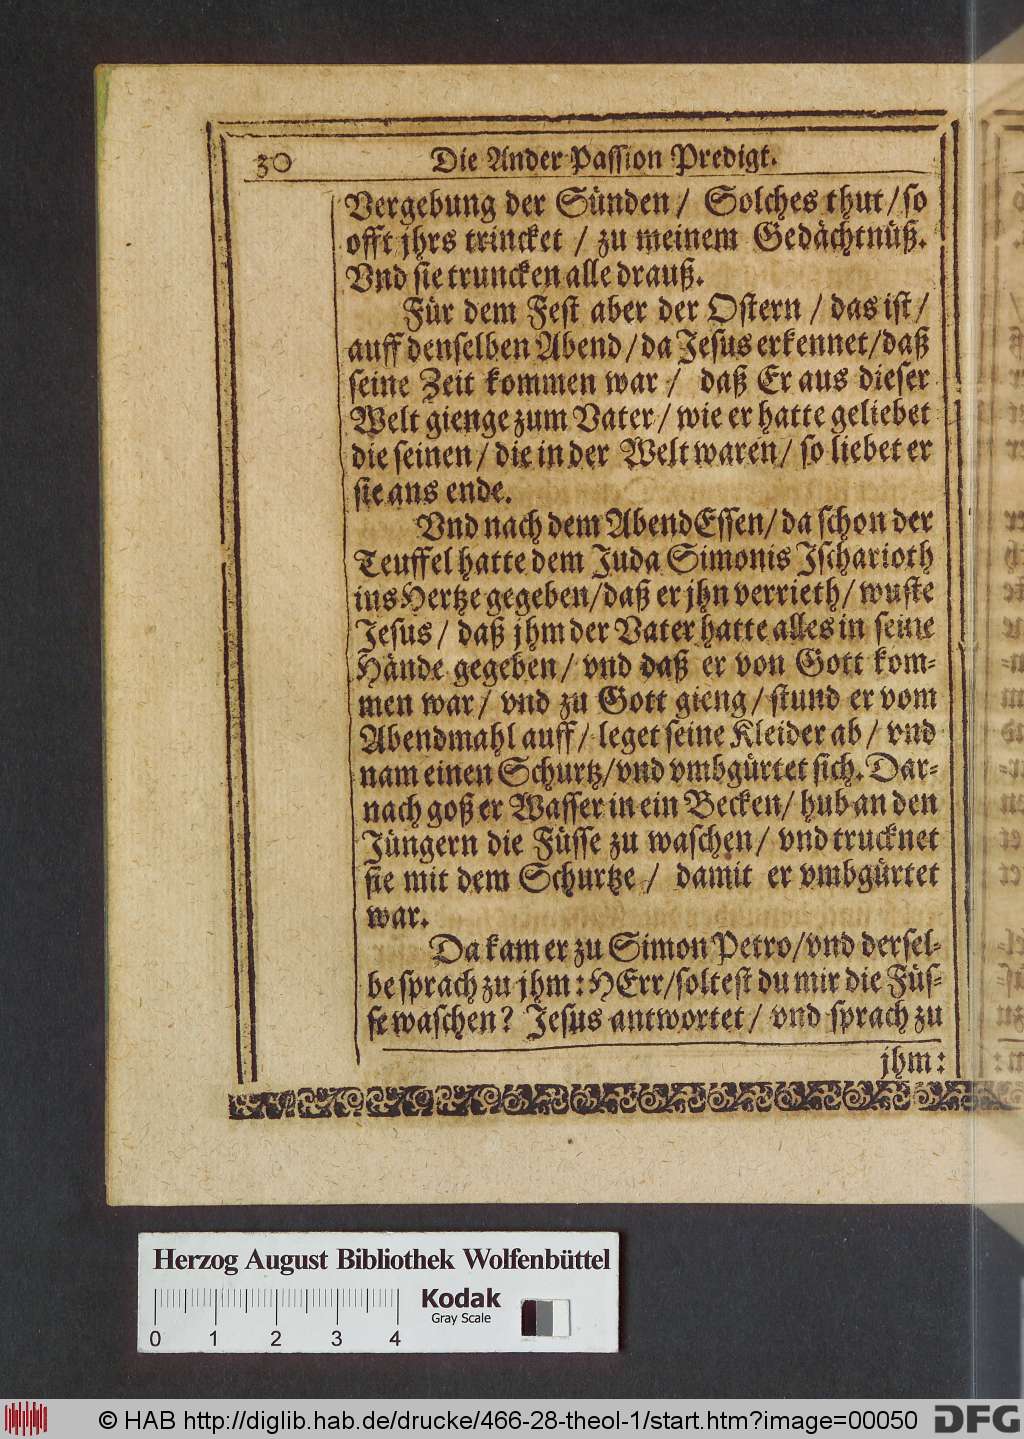 30 Die Ander Passion Predigt.
Vergebung der Sünden / Solches thut / so
offt jhrs trincket / zu meinem Gedächtnüß.
Vnd sie truncken alle drauß.
Für dem Fest aber der Ostern / das ist /
auff denselben Abend / da Jesus erkennet / daß
seine Zeit kommen war / daß Er aus dieser
Welt gienge zum Vater / wie er hatte geliebet
die seinen / die in der Welt waren / so liebet er
sie ans ende.
Vnd nach dem AbendEssen / da schon der
Teuffel hatte dem Juda Simonis Jscharioth
ins Hertze gegeben / daß er jhn verrieth / wuste
Jesus / daß jhm der Vater hatte alles in seine
Hände gegeben / vnd daß er von Gott kom-
men war / vnd zu Gott gieng / stund er vom
Abendmahl auff / leget seine Kleider ab / vnd
nam einen Schurtz / vnd vmbgürtet sich. Dar-
nach goß er Wasser in ein Becken / hub an den
Jüngern die Füsse zu waschen / vnd trucknet
sie mit dem Schurtze / damit er vmbgürtet
war.
Da kam er zu Simon Petro / vnd dersel-
be sprach zu jhm: HErr / soltest du mir die Füs-
se waschen? Jesus antwortet / vnd sprach zu
jhm:
Herzog August Bibliothek Wolfenbüttel
Kodak
Gray Scale
0 1 2 3 4
© HAB http://diglib.hab.de/drucke/466-28-theol-1/start.htm?image=00050 DFG